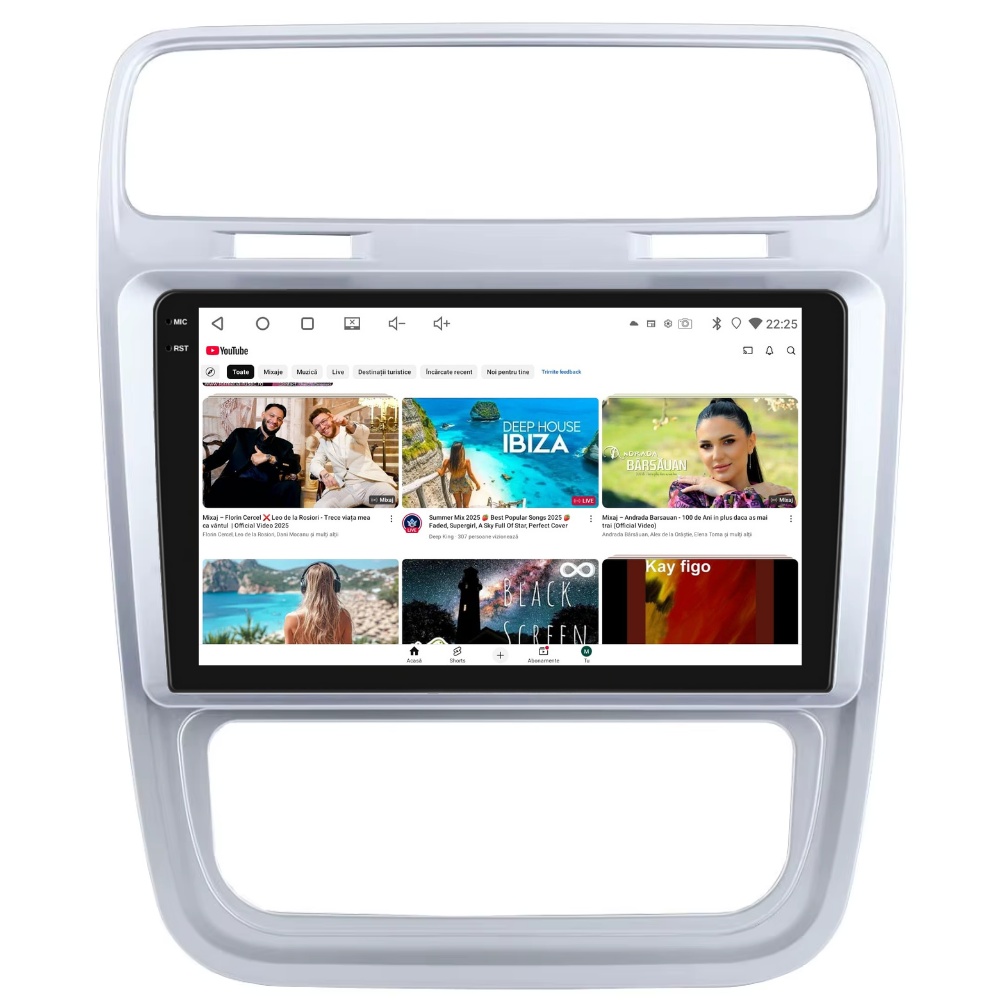 MIC
22:25
RST
YouTube
Toate Mixaje Muzică Live Destinații turistice Încărcate recent Noi pentru tine Trimite feedback
DEEP HOUSE
IBIZA
NOMADA
BARSAUAN
Mixaj
LIVE
Mixaj
Mixaj – Florin Cercel ❌ Leo de la Rosiori - Trece viața mea
ca vântul | Official Video 2025
Florin Cercel, Leo de la Rosiori, Dani Mocanu și mulți alții
LIVE
Summer Mix 2025 🍓 Best Popular Songs 2025 🍓
Faded, Supergirl, A Sky Full Of Star, Perfect Cover
Deep King · 307 persoane vizionează
Mixaj – Andrada Barsauan - 100 de Ani in plus daca as mai
trai (Official Video)
Andrada Bărsăuan, Alex de la Orăștie, Elena Toma și mulți alții
BLACK
SCREEN
Kay figo
Acasă Shorts Abonamente M Tu